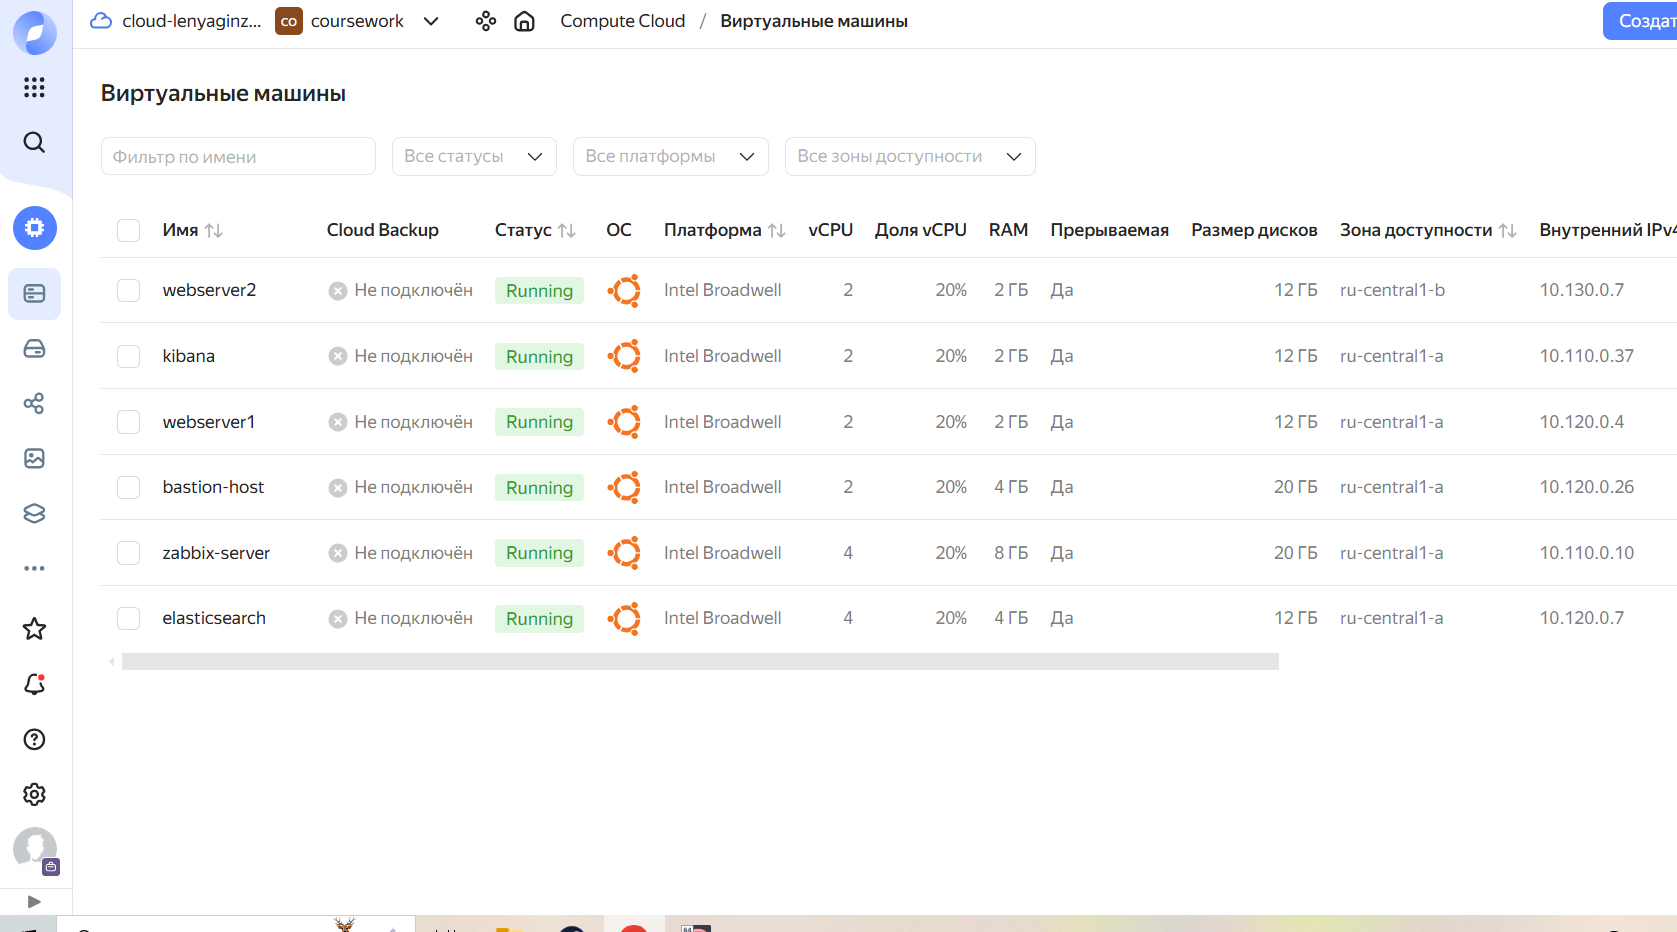 cloud-lenyaginz... co coursework Compute Cloud / Виртуальные машины
Виртуальные машины
Фильтр по имени Все статусы Все платформы Все зоны доступности
Имя Cloud Backup Статус ОС Платформа vCPU Доля vCPU RAM Прерываемая Размер дисков Зона доступности Внутренний IPv4
webserver2 Не подключён Running Intel Broadwell 2 20% 2 ГБ Да 12 ГБ ru-central1-b 10.130.0.7
kibana Не подключён Running Intel Broadwell 2 20% 2 ГБ Да 12 ГБ ru-central1-a 10.110.0.37
webserver1 Не подключён Running Intel Broadwell 2 20% 2 ГБ Да 12 ГБ ru-central1-a 10.120.0.4
bastion-host Не подключён Running Intel Broadwell 2 20% 4 ГБ Да 20 ГБ ru-central1-a 10.120.0.26
zabbix-server Не подключён Running Intel Broadwell 4 20% 8 ГБ Да 20 ГБ ru-central1-a 10.110.0.10
elasticsearch Не подключён Running Intel Broadwell 4 20% 4 ГБ Да 12 ГБ ru-central1-a 10.120.0.7